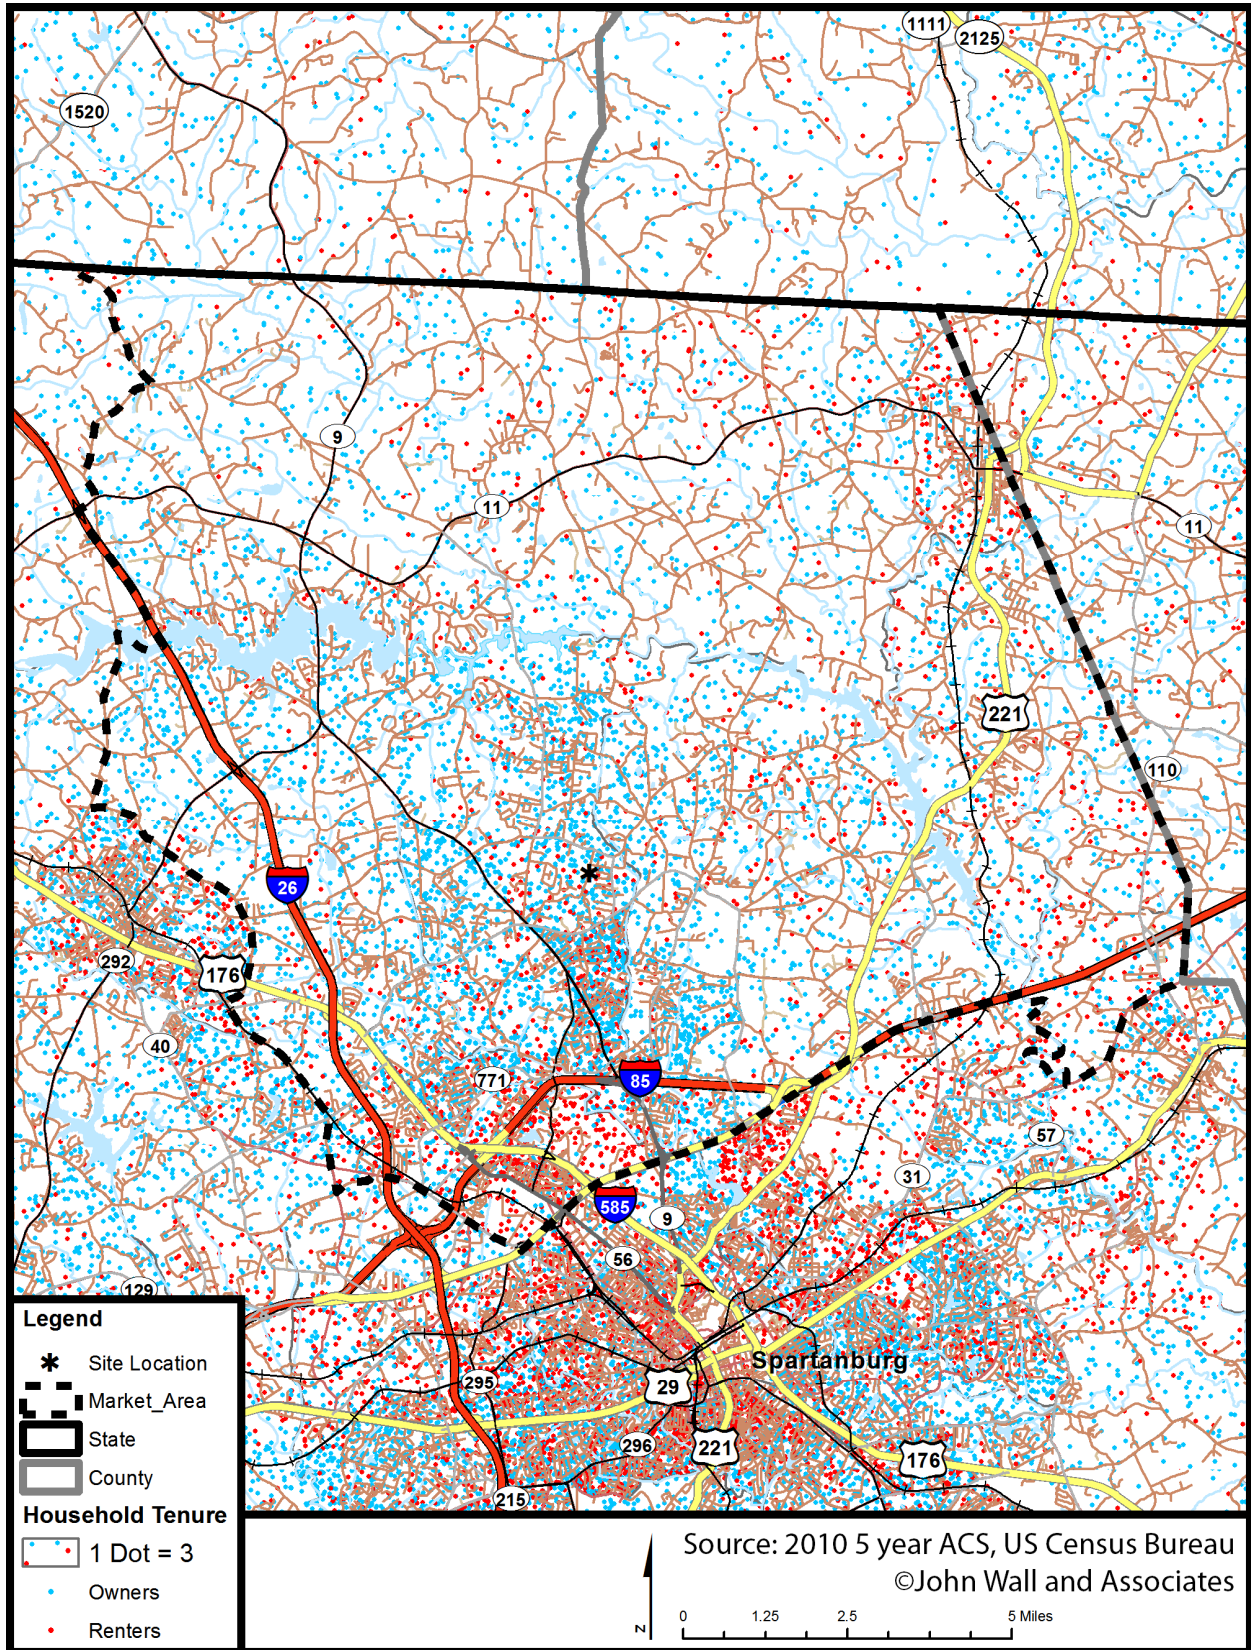 1111
2125
1520
9
11
11
221
110
26
292
176
40
771
85
57
31
585
9
56
129
Spartanburg
29
295
296
221
176
215
Legend
Site Location
Market_Area
State
County
Household Tenure
1 Dot = 3
Owners
Renters
N
Source: 2010 5 year ACS, US Census Bureau
©John Wall and Associates
0 1.25 2.5 5 Miles